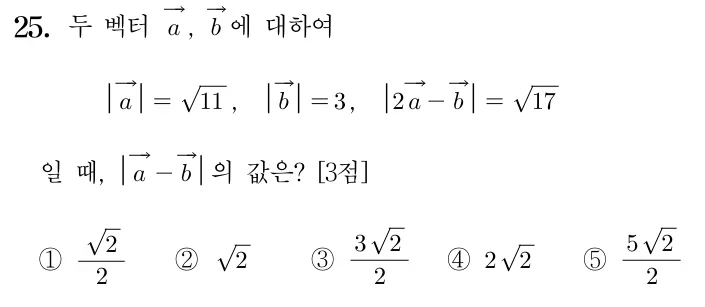 25. 두 벡터 $\vec{a}$, $\vec{b}$에 대하여
$|\vec{a}| = \sqrt{11}$, $|\vec{b}| = 3$, $|2\vec{a} - \vec{b}| = \sqrt{17}$
일 때, $|\vec{a} - \vec{b}|$의 값은? [3점]
① $\frac{\sqrt{2}}{2}$ ② $\sqrt{2}$ ③ $\frac{3\sqrt{2}}{2}$ ④ $2\sqrt{2}$ ⑤ $\frac{5\sqrt{2}}{2}$